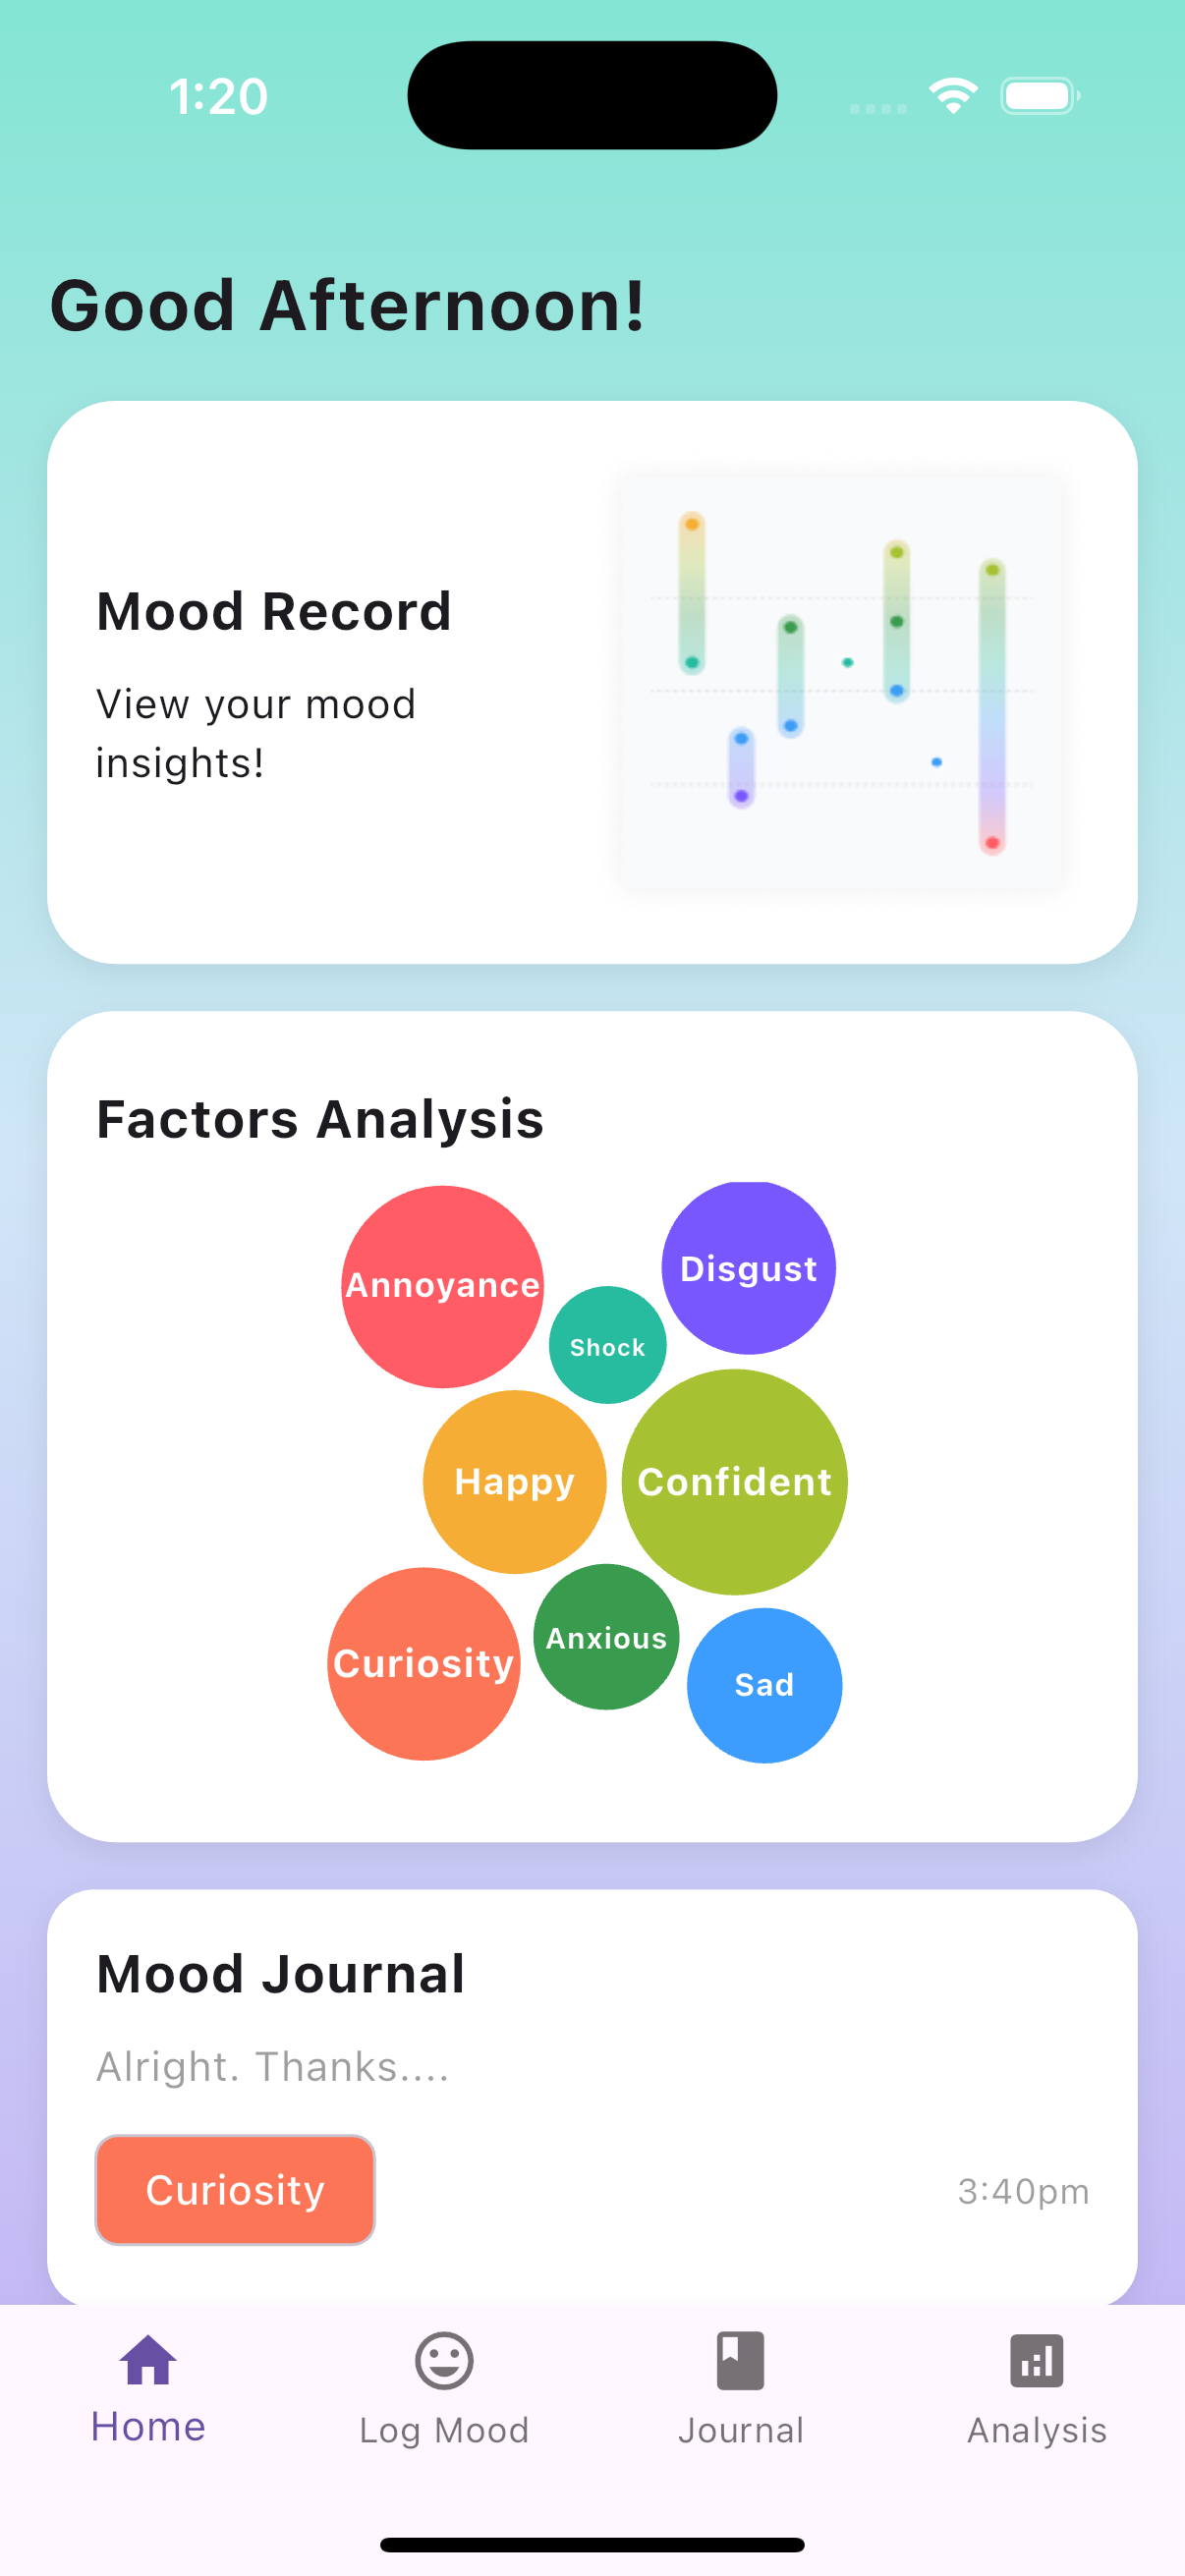 1:20
Good Afternoon!
Mood Record
View your mood
insights!
Factors Analysis
Annoyance
Disgust
Shock
Happy
Confident
Curiosity
Anxious
Sad
Mood Journal
Alright. Thanks....
Curiosity
3:40pm
Home
Log Mood
Journal
Analysis